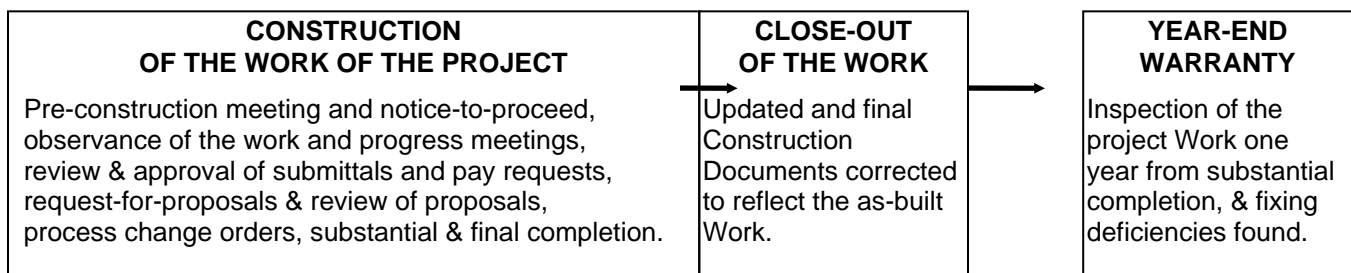 CONSTRUCTION
OF THE WORK OF THE PROJECT
Pre-construction meeting and notice-to-proceed,
observance of the work and progress meetings,
review & approval of submittals and pay requests,
request-for-proposals & review of proposals,
process change orders, substantial & final completion.
CLOSE-OUT
OF THE WORK
Updated and final
Construction
Documents corrected
to reflect the as-built
Work.
YEAR-END
WARRANTY
Inspection of the
project Work one
year from substantial
completion, & fixing
deficiencies found.